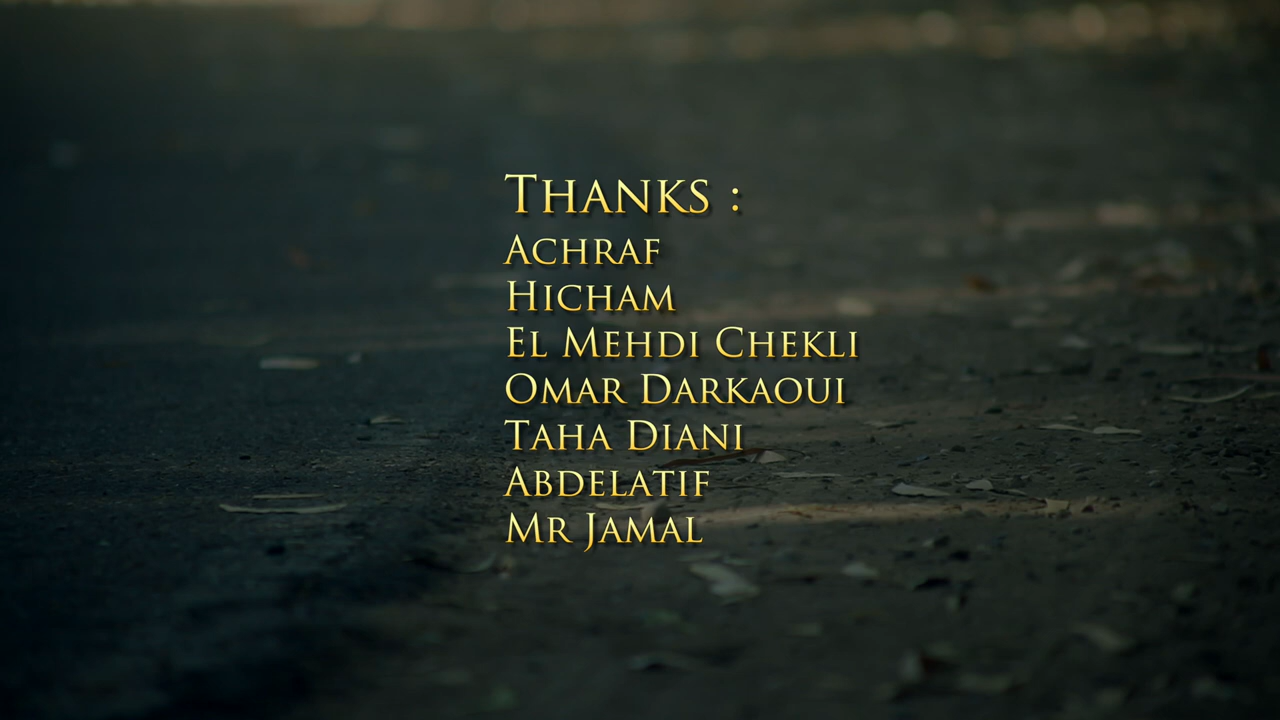 Thanks :
Achraf
Hicham
El Mehdi Chekli
Omar Darkaoui
Taha Diani
Abdelatif
Mr Jamal